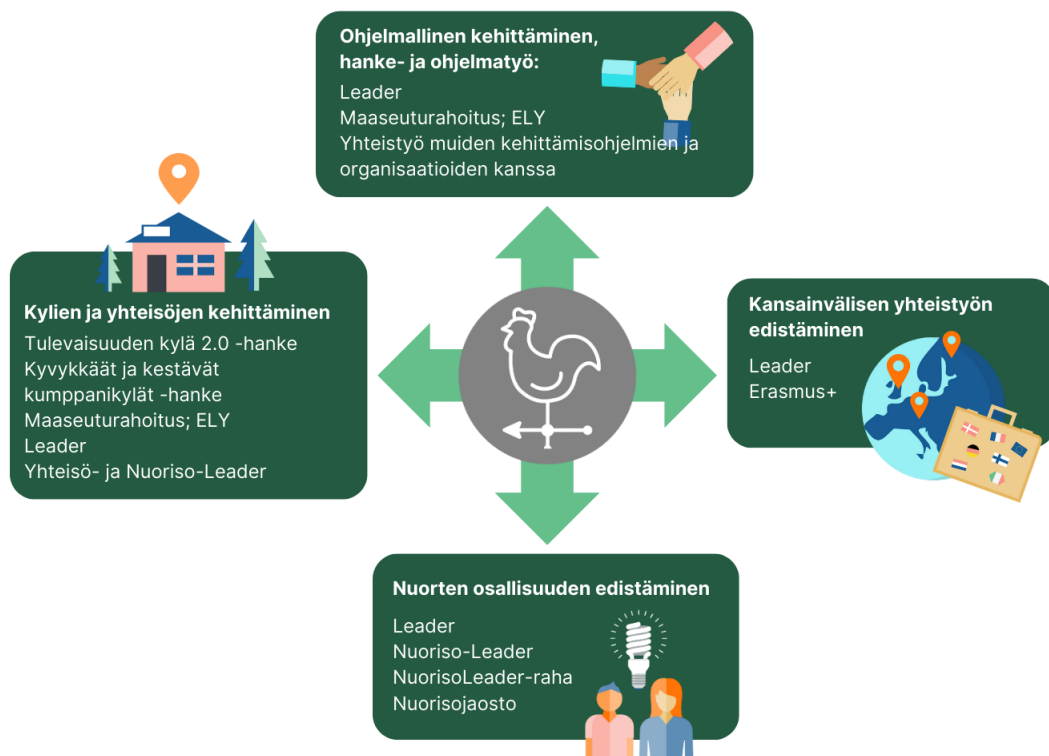 Ohjelmallinen kehittäminen,
hanke- ja ohjelmatyö:
Leader
Maaseuturahoitus; ELY
Yhteistyö muiden kehittämisohjelmien ja
organisaatioiden kanssa
Kylien ja yhteisöjen kehittäminen
Tulevaisuuden kylä 2.0 -hanke
Kyvykkäät ja kestävät
kumppanikylät -hanke
Maaseuturahoitus; ELY
Leader
Yhteisö- ja Nuoriso-Leader
Kansainvälisen yhteistyön
edistäminen
Leader
Erasmus+
Nuorten osallisuuden edistäminen
Leader
Nuoriso-Leader
NuorisoLeader-raha
Nuorisojaosto